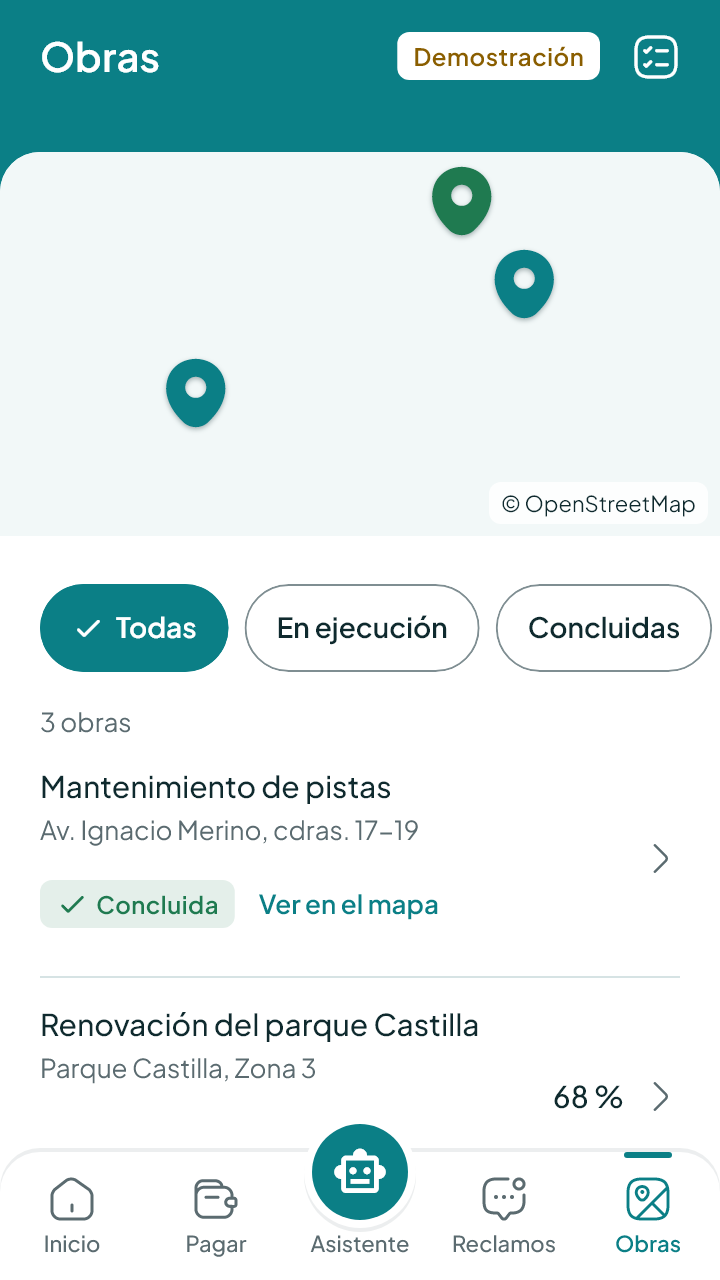 Obras
Demostración
© OpenStreetMap
Todas
En ejecución
Concluidas
3 obras
Mantenimiento de pistas
Av. Ignacio Merino, cdras. 17–19
Concluida
Ver en el mapa
Renovación del parque Castilla
Parque Castilla, Zona 3
68 %
Inicio
Pagar
Asistente
Reclamos
Obras